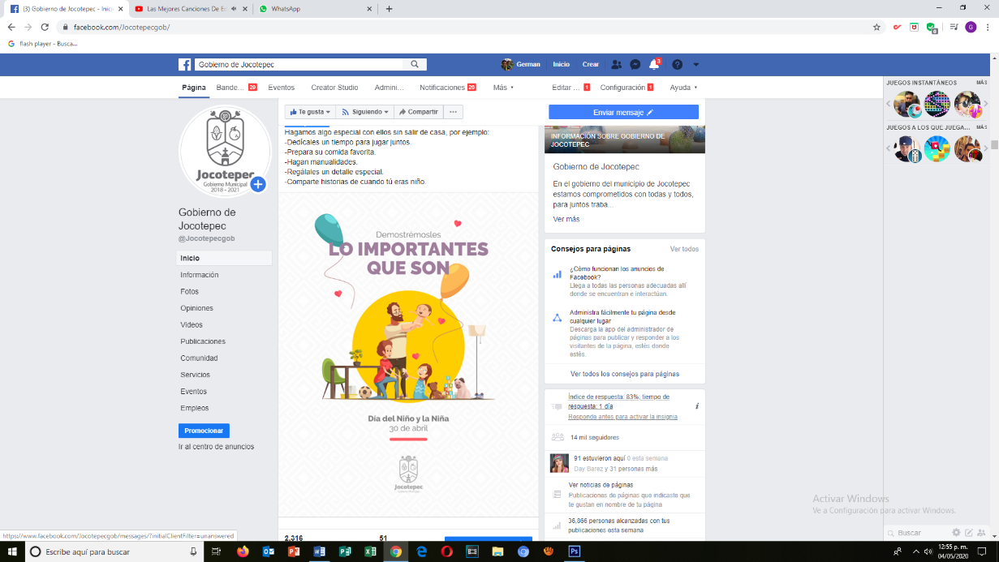 (3) Gobierno de Jocotepec - Inic
Las Mejores Canciones De Ed
WhatsApp
facebook.com/Jocotepecgob/
flash player - Busca...
Gobierno de Jocotepec
German
Inicio
Crear
3
Página
Bande... 29
Eventos
Creator Studio
Admini...
Notificaciones 26
Más
Editar ... 1
Configuración 1
Ayuda
Te gusta
Siguiendo
Compartir
Enviar mensaje
Jocotepec
Gobierno Municipal
2018 - 2021
Gobierno de
Jocotepec
@Jocotepecgob
Inicio
Información
Fotos
Opiniones
Videos
Publicaciones
Comunidad
Servicios
Eventos
Empleos
Promocionar
Ir al centro de anuncios
Hagamos algo especial con ellos sin salir de casa, por ejemplo:
-Dedícales un tiempo para jugar juntos.
-Prepara su comida favorita.
-Hagan manualidades.
-Regálales un detalle especial.
-Comparte historias de cuando tú eras niño.
Demostrémosles
LO IMPORTANTES
QUE SON
Día del Niño y la Niña
30 de abril
Jocotepec
2,316
51
INFORMACIÓN SOBRE GOBIERNO DE
JOCOTEPEC
Gobierno de Jocotepec
En el gobierno del municipio de Jocotepec
estamos comprometidos con todas y todos,
para juntos traba...
Ver más
Consejos para páginas
Ver todos
¿Cómo funcionan los anuncios de
Facebook?
Llega a todas las personas adecuadas allí
donde se encuentran e interactúan.
Administra fácilmente tu página desde
cualquier lugar
Descarga la app del administrador de
páginas para publicar y responder a los
visitantes de la página, estés donde
estés.
Ver todos los consejos para páginas
Índice de respuesta: 83%; tiempo de
respuesta: 1 día
Responde antes para activar la insignia
14 mil seguidores
91 estuvieron aquí 0 esta semana
Day Barez y 31 personas más
Ver noticias de páginas
Publicaciones de páginas que indicaste que
te gustan en nombre de tu página
36,866 personas alcanzadas con tus
publicaciones esta semana
JUEGOS INSTANTÁNEOS
MÁS
JUEGOS A LOS QUE JUEGA...
MÁS
Activar Windows
Ve a Configuración para activar Windows.
Buscar
https://www.facebook.com/Jocotepecgob/messages/?initialClientFilter=unanswered
Escribe aquí para buscar
12:55 p. m.
04/05/2020